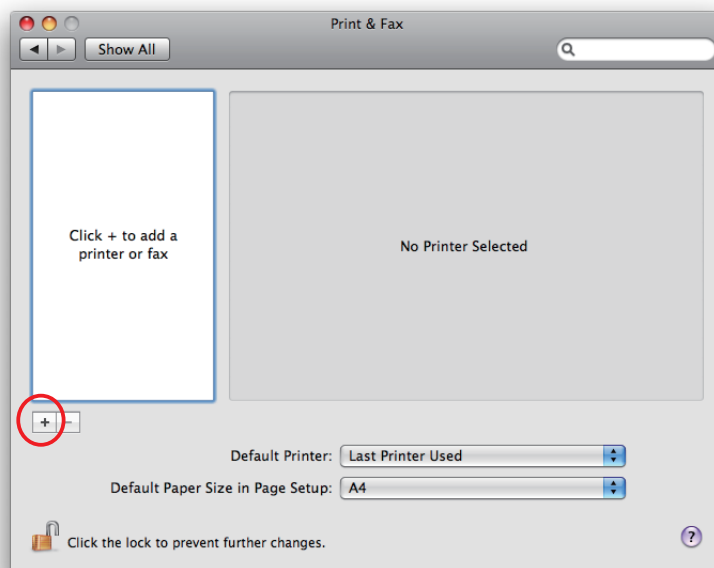 Print & Fax
Show All
Click + to add a
printer or fax
No Printer Selected
+ −
Default Printer: Last Printer Used
Default Paper Size in Page Setup: A4
Click the lock to prevent further changes.
?